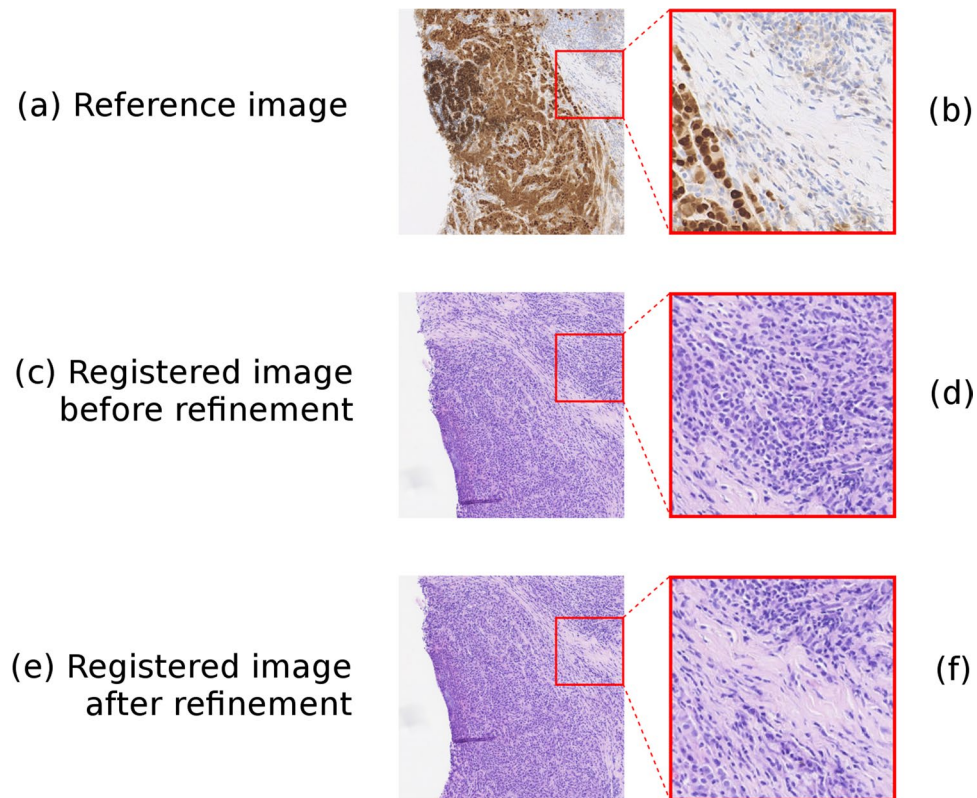 (a) Reference image
(b)
(c) Registered image
before refinement
(d)
(e) Registered image
after refinement
(f)